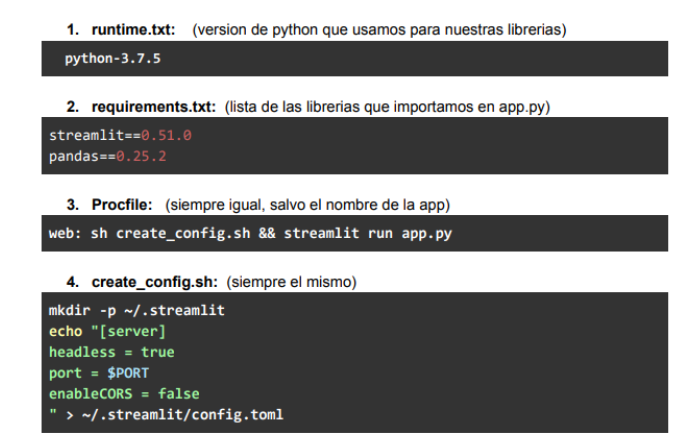 1. runtime.txt: (version de python que usamos para nuestras librerias)
python-3.7.5
2. requirements.txt: (lista de las librerias que importamos en app.py)
streamlit==0.51.0
pandas==0.25.2
3. Procfile: (siempre igual, salvo el nombre de la app)
web: sh create_config.sh && streamlit run app.py
4. create_config.sh: (siempre el mismo)
mkdir -p ~/.streamlit
echo "[server]
headless = true
port = $PORT
enableCORS = false
" > ~/.streamlit/config.toml